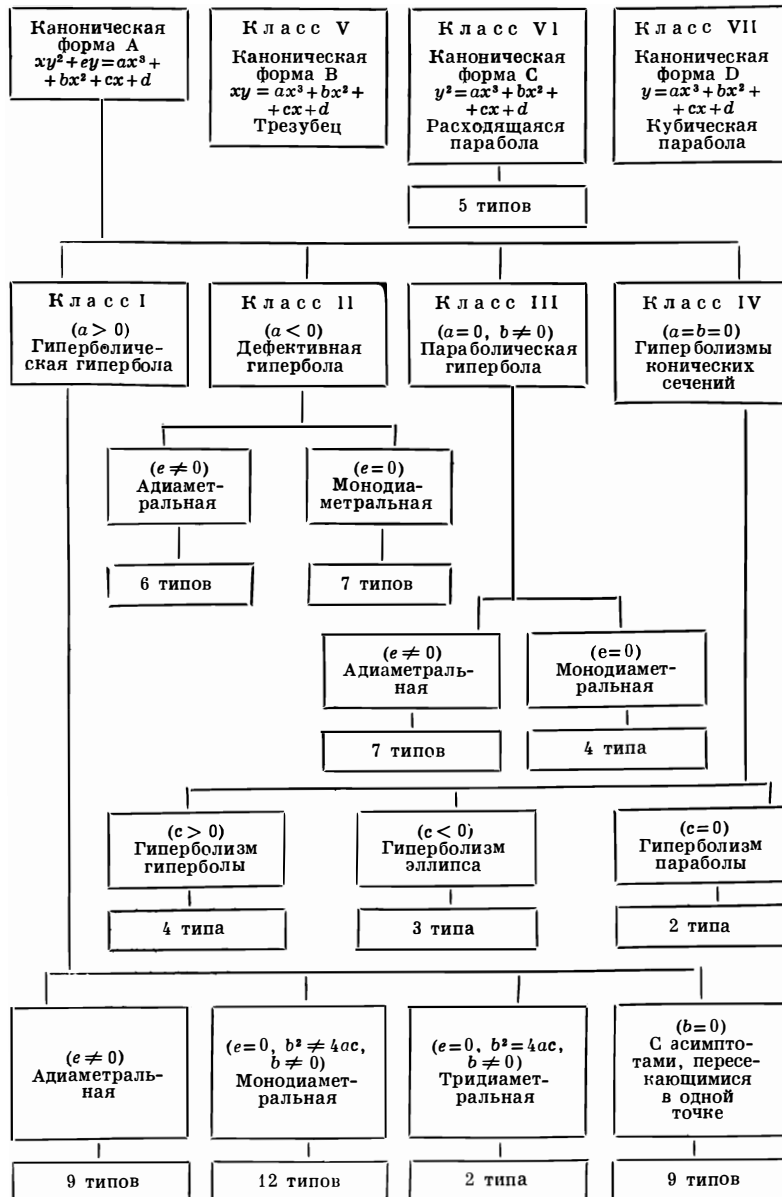 Каноническая
форма A
xy² + ey = ax³ +
+ bx² + cx + d
Класс V
Каноническая
форма B
xy = ax³ + bx² +
+ cx + d
Трезубец
Класс VI
Каноническая
форма C
y² = ax³ + bx² +
+ cx + d
Расходящаяся
парабола
Класс VII
Каноническая
форма D
y = ax³ + bx² +
+ cx + d
Кубическая
парабола
5 типов
Класс I
(a > 0)
Гиперболиче-
ская гипербола
Класс II
(a < 0)
Дефективная
гипербола
Класс III
(a = 0, b ≠ 0)
Параболическая
гипербола
Класс IV
(a = b = 0)
Гиперболизмы
конических
сечений
(e ≠ 0)
Адиамет-
ральная
(e = 0)
Монодиа-
метральная
6 типов
7 типов
(e ≠ 0)
Адиаметраль-
ная
(e = 0)
Монодиамет-
ральная
7 типов
4 типа
(c > 0)
Гиперболизм
гиперболы
(c < 0)
Гиперболизм
эллипса
(c = 0)
Гиперболизм
параболы
4 типа
3 типа
2 типа
(e ≠ 0)
Адиаметраль-
ная
(e = 0, b² ≠ 4ac,
b ≠ 0)
Монодиамет-
ральная
(e = 0, b² = 4ac,
b ≠ 0)
Тридиамет-
ральная
(b = 0)
С асимпто-
тами, пересе-
кающимися
в одной
точке
9 типов
12 типов
2 типа
9 типов